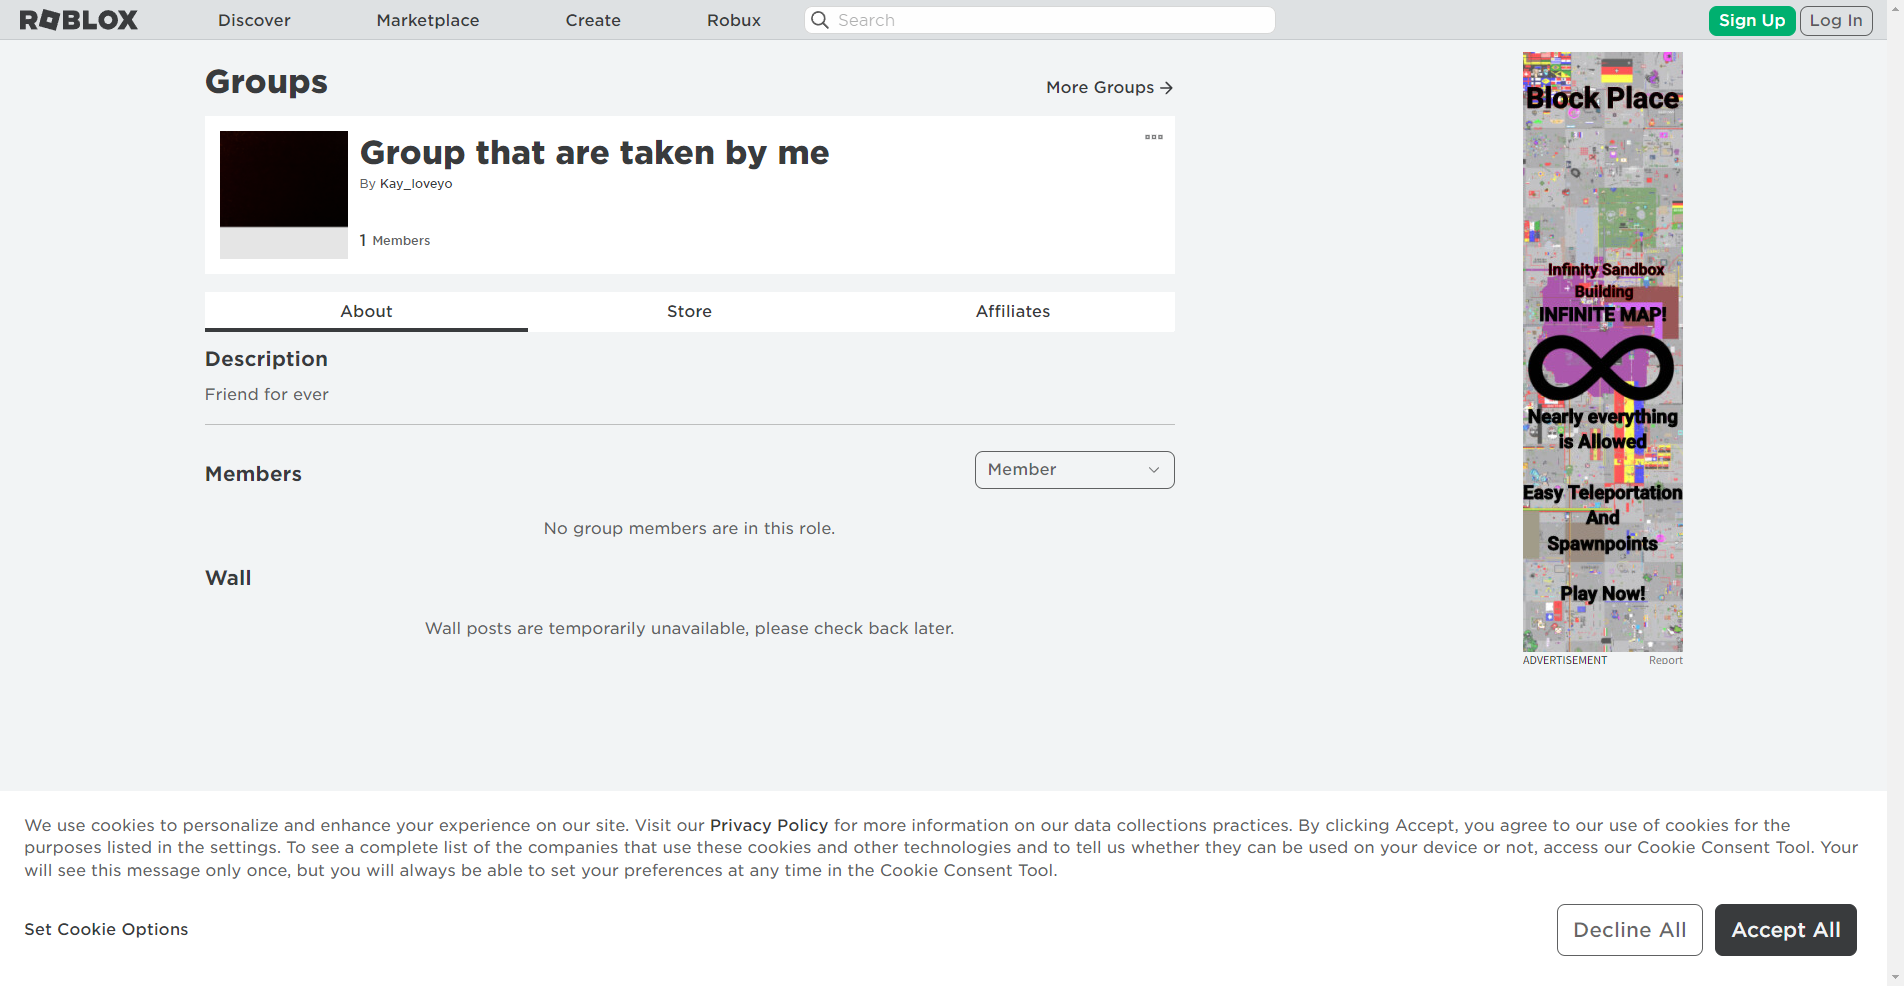 ROBLOX
Discover
Marketplace
Create
Robux
Search
Sign Up
Log In
Groups
More Groups
Group that are taken by me
By Kay_loveyo
1 Members
About
Store
Affiliates
Description
Friend for ever
Members
Member
No group members are in this role.
Wall
Wall posts are temporarily unavailable, please check back later.
Block Place
Infinity Sandbox
Building
INFINITE MAP!
Nearly everything
is Allowed
Easy Teleportation
And
Spawnpoints
Play Now!
ADVERTISEMENT
Report
We use cookies to personalize and enhance your experience on our site. Visit our Privacy Policy for more information on our data collections practices. By clicking Accept, you agree to our use of cookies for the
purposes listed in the settings. To see a complete list of the companies that use these cookies and other technologies and to tell us whether they can be used on your device or not, access our Cookie Consent Tool. Your
will see this message only once, but you will always be able to set your preferences at any time in the Cookie Consent Tool.
Set Cookie Options
Decline All
Accept All